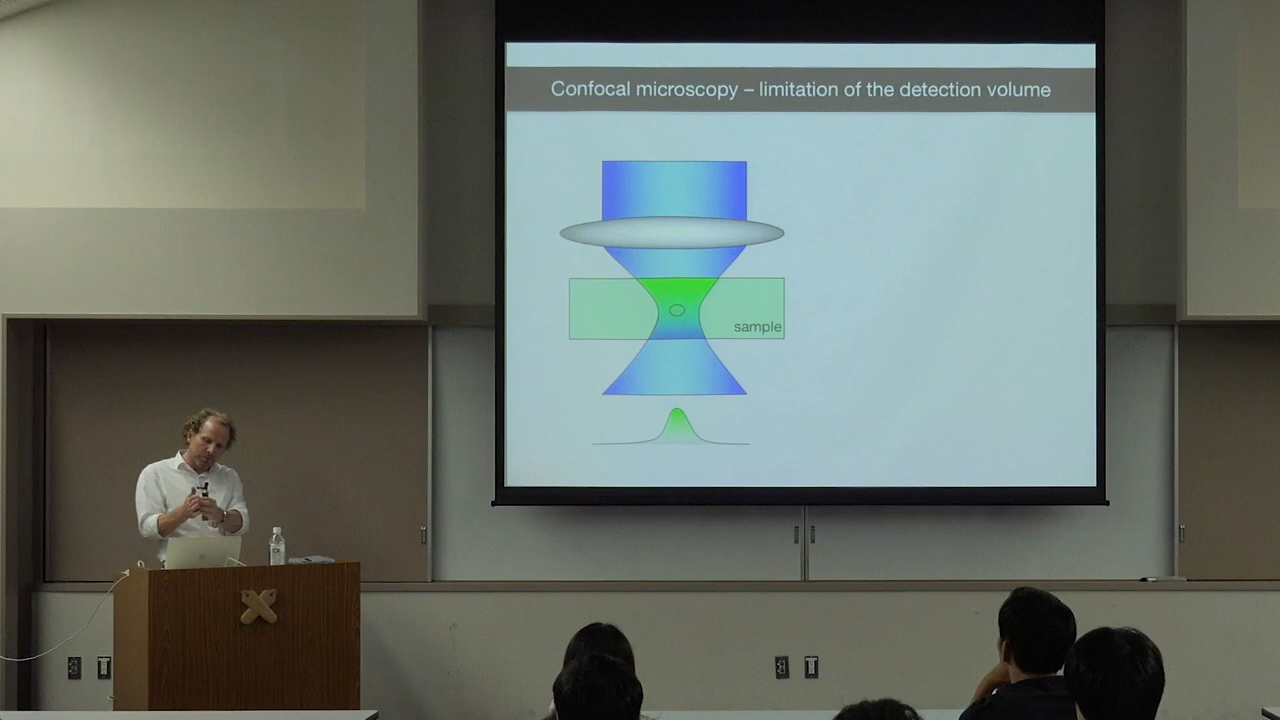 Confocal microscopy – limitation of the detection volume
sample